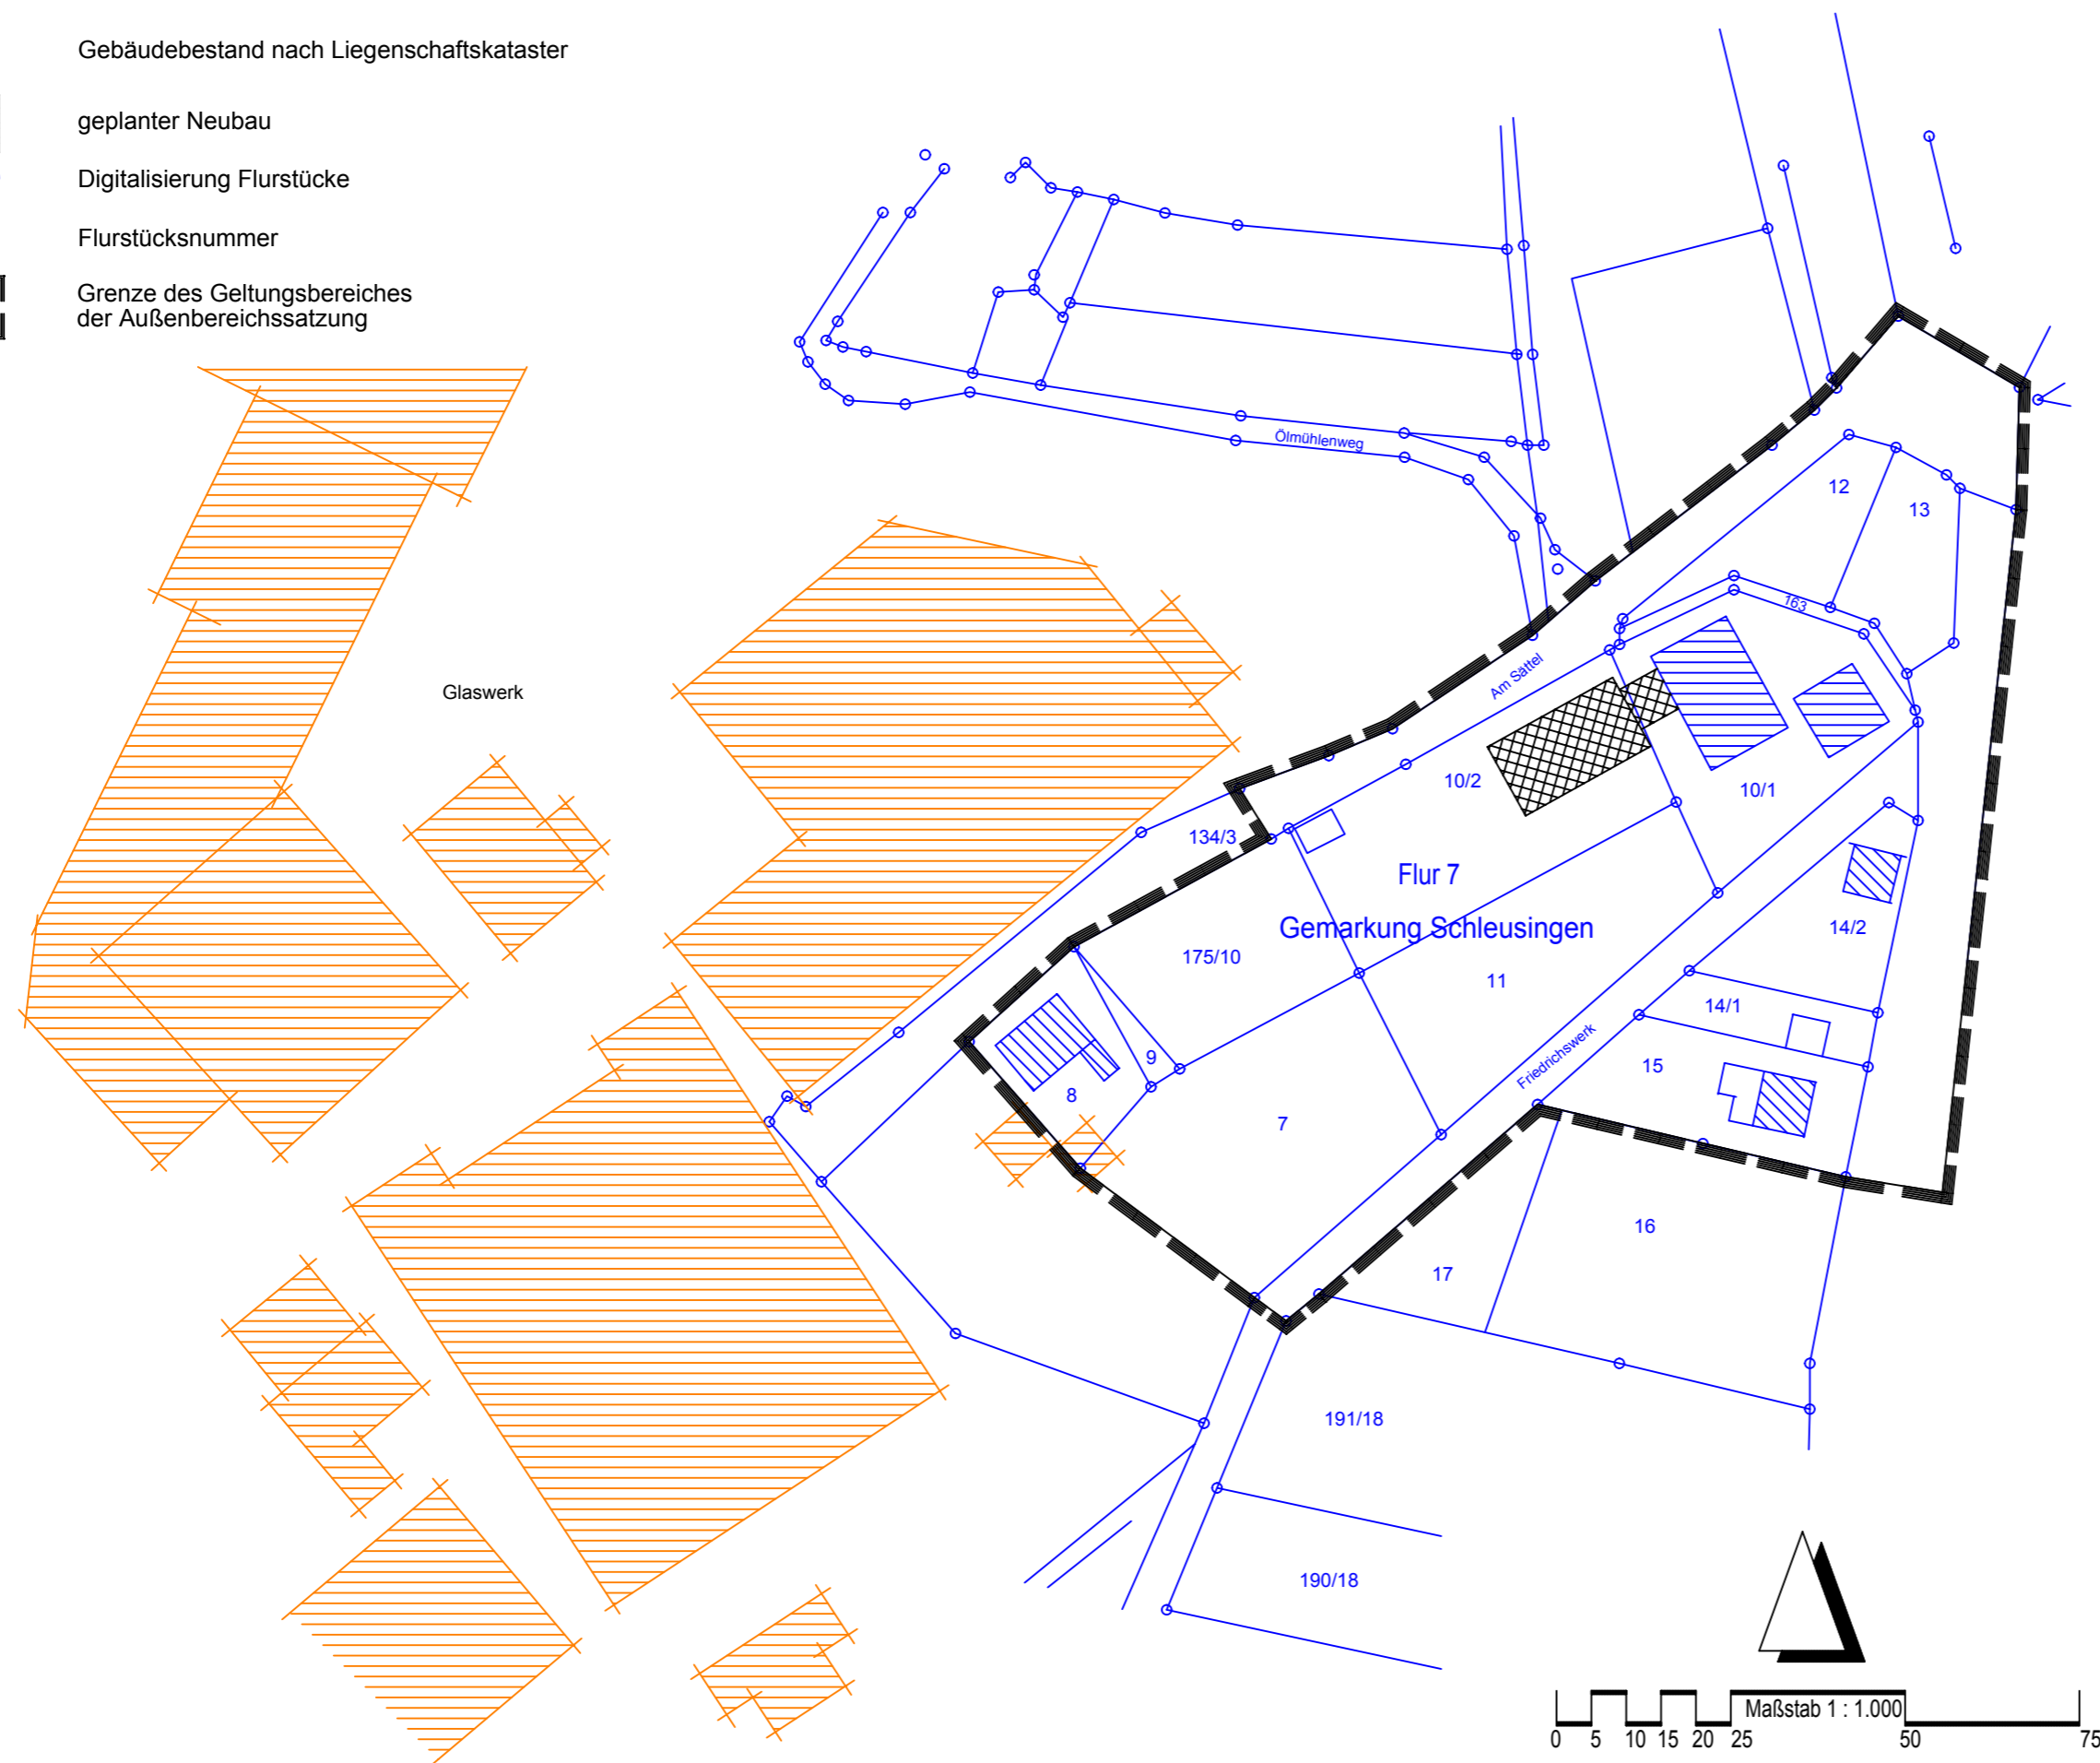 Gebäudebestand nach Liegenschaftskataster
geplanter Neubau
Digitalisierung Flurstücke
Flurstücksnummer
Grenze des Geltungsbereiches
der Außenbereichssatzung
Ölmühlenweg
12
13
163
Glaswerk
Am Sättel
10/2
10/1
134/3
Flur 7
Gemarkung Schleusingen
14/2
175/10
11
14/1
9
Friedrichswerk
15
8
7
16
17
191/18
190/18
Maßstab 1 : 1.000
0 5 10 15 20 25 50 75